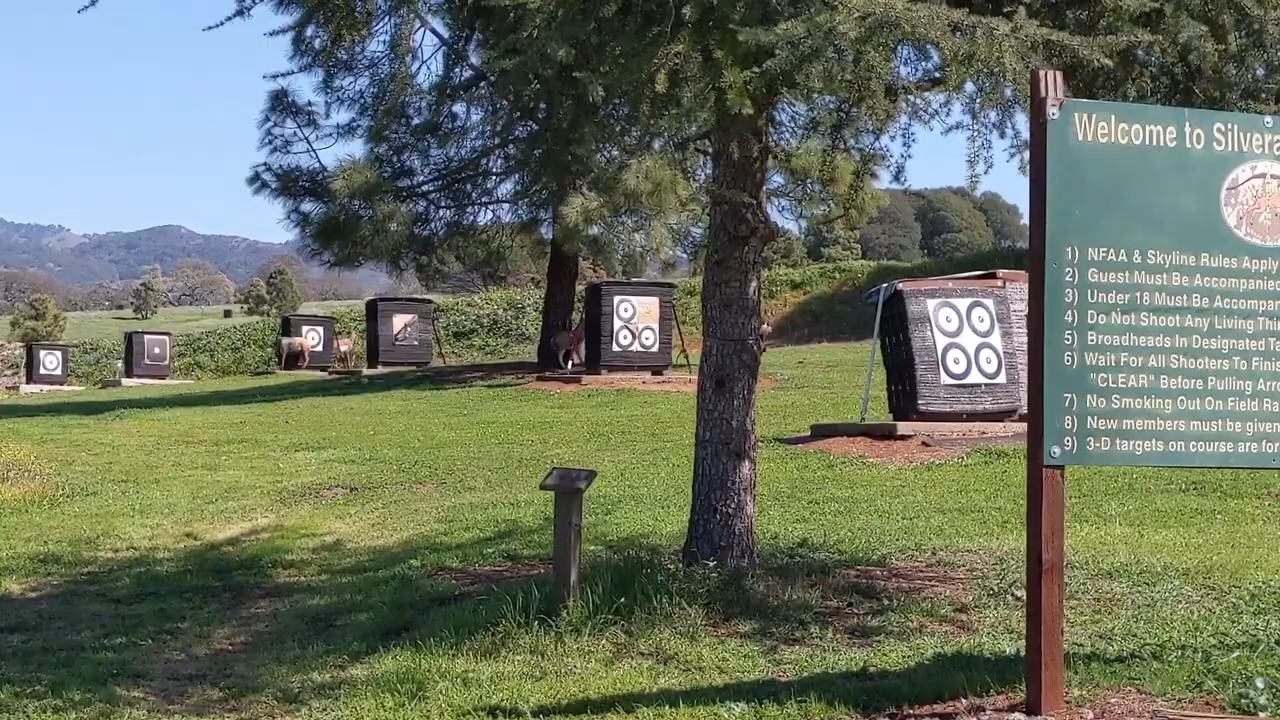 Welcome to Silvera
1) NFAA & Skyline Rules Apply
2) Guest Must Be Accompanied
3) Under 18 Must Be Accompan
4) Do Not Shoot Any Living Thi
5) Broadheads In Designated Ta
6) Wait For All Shooters To Finis
"CLEAR" Before Pulling Arro
7) No Smoking Out On Field Ra
8) New members must be given
9) 3-D targets on course are for